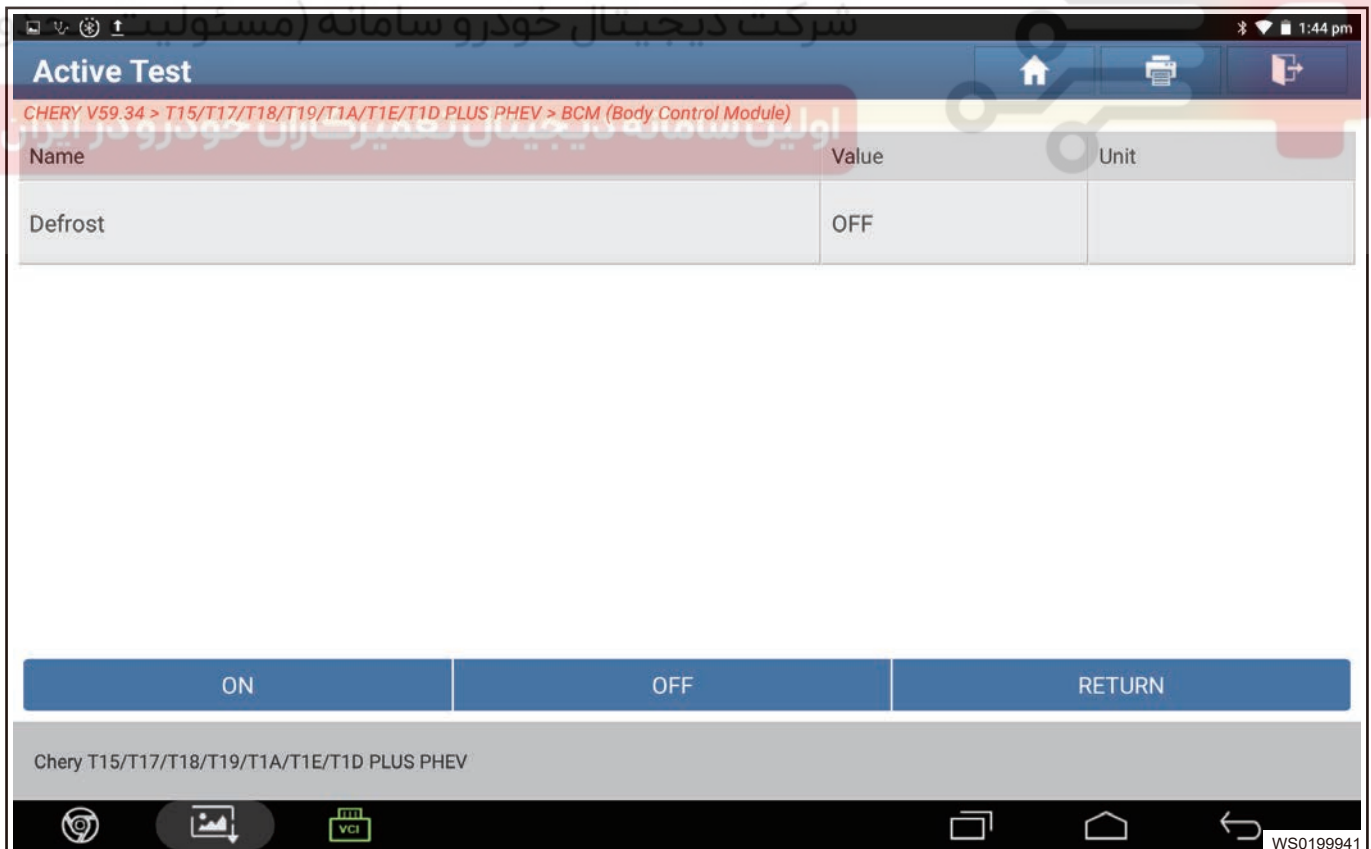 شرکت دیجیتال خودرو سامانه (مسئولیت
1:44 pm
Active Test
CHERY V59.34 > T15/T17/T18/T19/T1A/T1E/T1D PLUS PHEV > BCM (Body Control Module)
اولین سامانه دیجیتال تعمیرکاران خودرو در ایران
Name Value Unit
Defrost OFF
ON OFF RETURN
Chery T15/T17/T18/T19/T1A/T1E/T1D PLUS PHEV
VCI
WS0199941